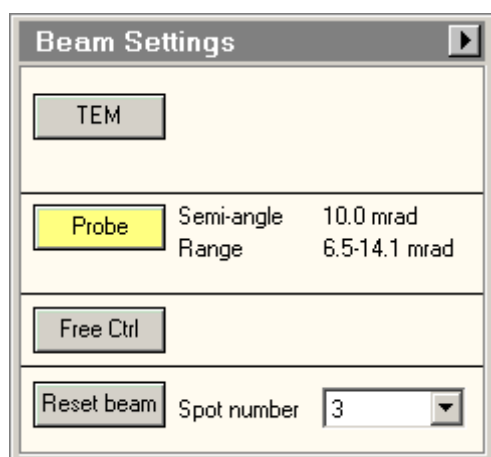 Beam Settings
TEM
Probe
Semi-angle 10.0 mrad
Range 6.5-14.1 mrad
Free Ctrl
Reset beam
Spot number 3